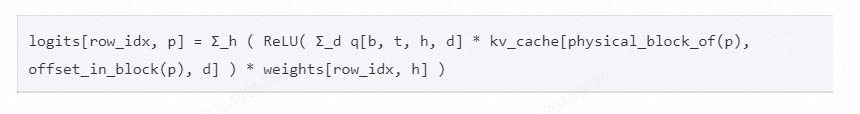 logits[row_idx, p] = Σ_h ( ReLU( Σ_d q[b, t, h, d] * kv_cache[physical_block_of(p),
offset_in_block(p), d] ) * weights[row_idx, h] )